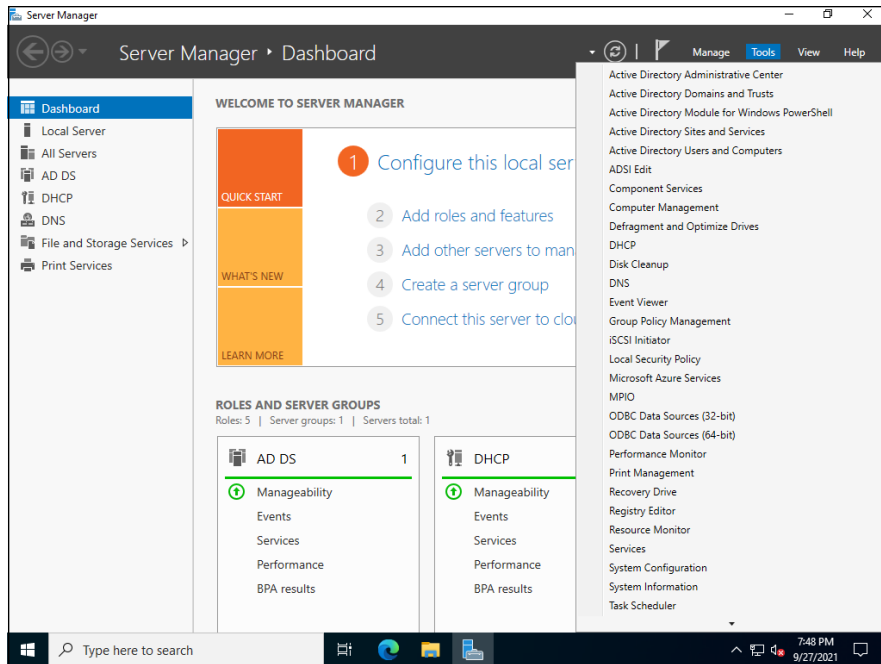 Server Manager
Server Manager • Dashboard
Manage Tools View Help
Dashboard
Local Server
All Servers
AD DS
DHCP
DNS
File and Storage Services
Print Services
WELCOME TO SERVER MANAGER
QUICK START
WHAT'S NEW
LEARN MORE
1 Configure this local ser
2 Add roles and features
3 Add other servers to man
4 Create a server group
5 Connect this server to clou
ROLES AND SERVER GROUPS
Roles: 5 | Server groups: 1 | Servers total: 1
AD DS 1
Manageability
Events
Services
Performance
BPA results
DHCP
Manageability
Events
Services
Performance
BPA results
Active Directory Administrative Center
Active Directory Domains and Trusts
Active Directory Module for Windows PowerShell
Active Directory Sites and Services
Active Directory Users and Computers
ADSI Edit
Component Services
Computer Management
Defragment and Optimize Drives
DHCP
Disk Cleanup
DNS
Event Viewer
Group Policy Management
iSCSI Initiator
Local Security Policy
Microsoft Azure Services
MPIO
ODBC Data Sources (32-bit)
ODBC Data Sources (64-bit)
Performance Monitor
Print Management
Recovery Drive
Registry Editor
Resource Monitor
Services
System Configuration
System Information
Task Scheduler
Type here to search
7:48 PM
9/27/2021